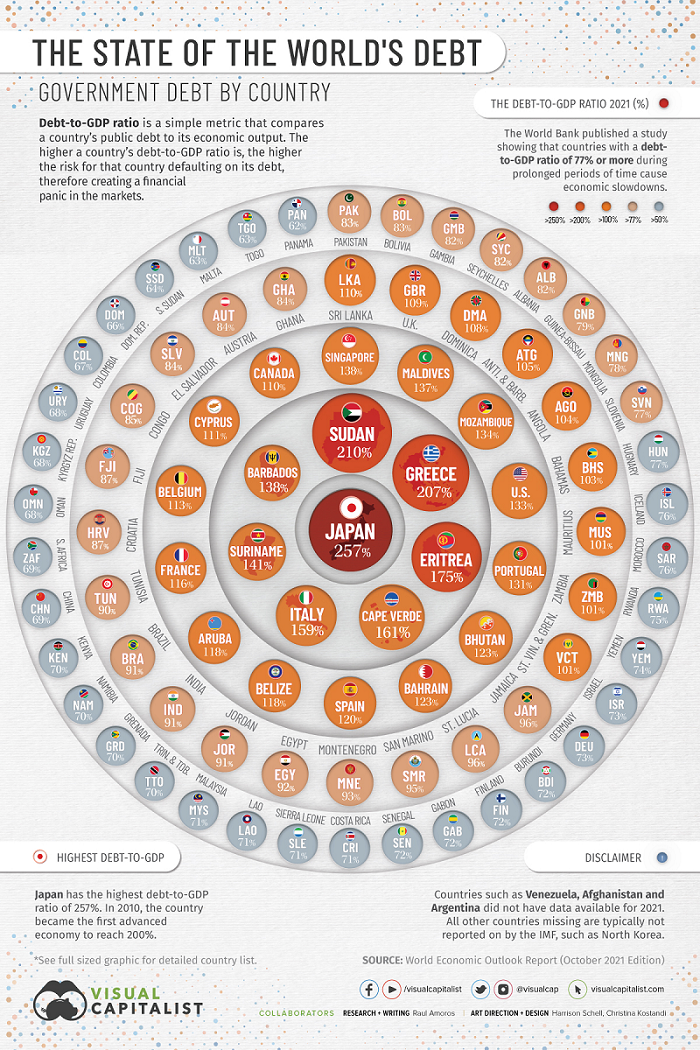 THE STATE OF THE WORLD'S DEBT
GOVERNMENT DEBT BY COUNTRY
Debt-to-GDP ratio is a simple metric that compares
a country's public debt to its economic output. The
higher a country's debt-to-GDP ratio is, the higher
the risk for that country defaulting on its debt,
therefore creating a financial
panic in the markets.
THE DEBT-TO-GDP RATIO 2021 (%)
The World Bank published a study
showing that countries with a debt-
to-GDP ratio of 77% or more during
prolonged periods of time cause
economic slowdowns.
>250% >200% >100% >77% >50%
JAPAN
257%
SUDAN
210%
GREECE
207%
ERITREA
175%
CAPE VERDE
161%
ITALY
159%
SURINAME
141%
BARBADOS
138%
SINGAPORE
138%
MALDIVES
137%
MOZAMBIQUE
134%
U.S.
133%
PORTUGAL
131%
BHUTAN
123%
BAHRAIN
123%
SPAIN
120%
BELIZE
118%
ARUBA
118%
FRANCE
116%
BELGIUM
113%
CYPRUS
111%
CANADA
110%
LKA
110%
SRI LANKA
GBR
109%
U.K.
DMA
108%
DOMINICA
ATG
105%
ANTI. & BARB.
AGO
104%
ANGOLA
BHS
103%
BAHAMAS
MUS
101%
MAURITIUS
ZMB
101%
ZAMBIA
VCT
101%
ST. VIN. & GREN.
JAM
96%
JAMAICA
LCA
96%
ST. LUCIA
SMR
95%
SAN MARINO
MNE
93%
MONTENEGRO
EGY
92%
EGYPT
JOR
91%
JORDAN
IND
91%
INDIA
BRA
91%
BRAZIL
TUN
90%
TUNISIA
HRV
87%
CROATIA
FJI
87%
FIJI
COG
85%
CONGO
SLV
84%
EL SALVADOR
AUT
84%
AUSTRIA
GHA
84%
GHANA
PAK
83%
PAKISTAN
BOL
83%
BOLIVIA
GMB
82%
GAMBIA
SYC
82%
SEYCHELLES
ALB
82%
ALBANIA
GNB
79%
GUINEA-BISSAU
MNG
78%
MONGOLIA
SVN
77%
SLOVENIA
HUN
77%
HUGNARY
ISL
76%
ICELAND
SAR
76%
MOROCCO
RWA
75%
RWANDA
YEM
74%
YEMEN
ISR
73%
ISRAEL
DEU
73%
GERMANY
BDI
72%
BURUNDI
FIN
72%
FINLAND
GAB
72%
GABON
SEN
72%
SENEGAL
CRI
71%
COSTA RICA
SLE
71%
SIERRA LEONE
LAO
71%
LAO
MYS
71%
MALAYSIA
TTO
70%
TRIN. & TOB.
GRD
70%
GRENADA
NAM
70%
NAMIBIA
KEN
70%
KENYA
CHN
69%
CHINA
ZAF
69%
S. AFRICA
OMN
68%
OMAN
KGZ
68%
KYRGYZ REP.
URY
68%
URUGUAY
COL
67%
COLOMBIA
DOM
66%
DOM. REP.
SSD
64%
S. SUDAN
MLT
63%
MALTA
TGO
63%
TOGO
PAN
62%
PANAMA
HIGHEST DEBT-TO-GDP
Japan has the highest debt-to-GDP
ratio of 257%. In 2010, the country
became the first advanced
economy to reach 200%.
DISCLAIMER
Countries such as Venezuela, Afghanistan and
Argentina did not have data available for 2021.
All other countries missing are typically not
reported on by the IMF, such as North Korea.
*See full sized graphic for detailed country list.
SOURCE: World Economic Outlook Report (October 2021 Edition)
VISUAL
CAPITALIST
/visualcapitalist @visualcap visualcapitalist.com
COLLABORATORS RESEARCH + WRITING Raul Amoros | ART DIRECTION + DESIGN Harrison Schell, Christina Kostandi